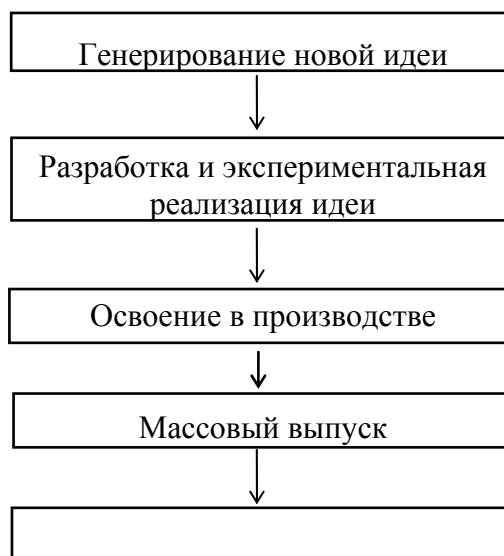 Генерирование новой идеи
Разработка и экспериментальная
реализация идеи
Освоение в производстве
Массовый выпуск